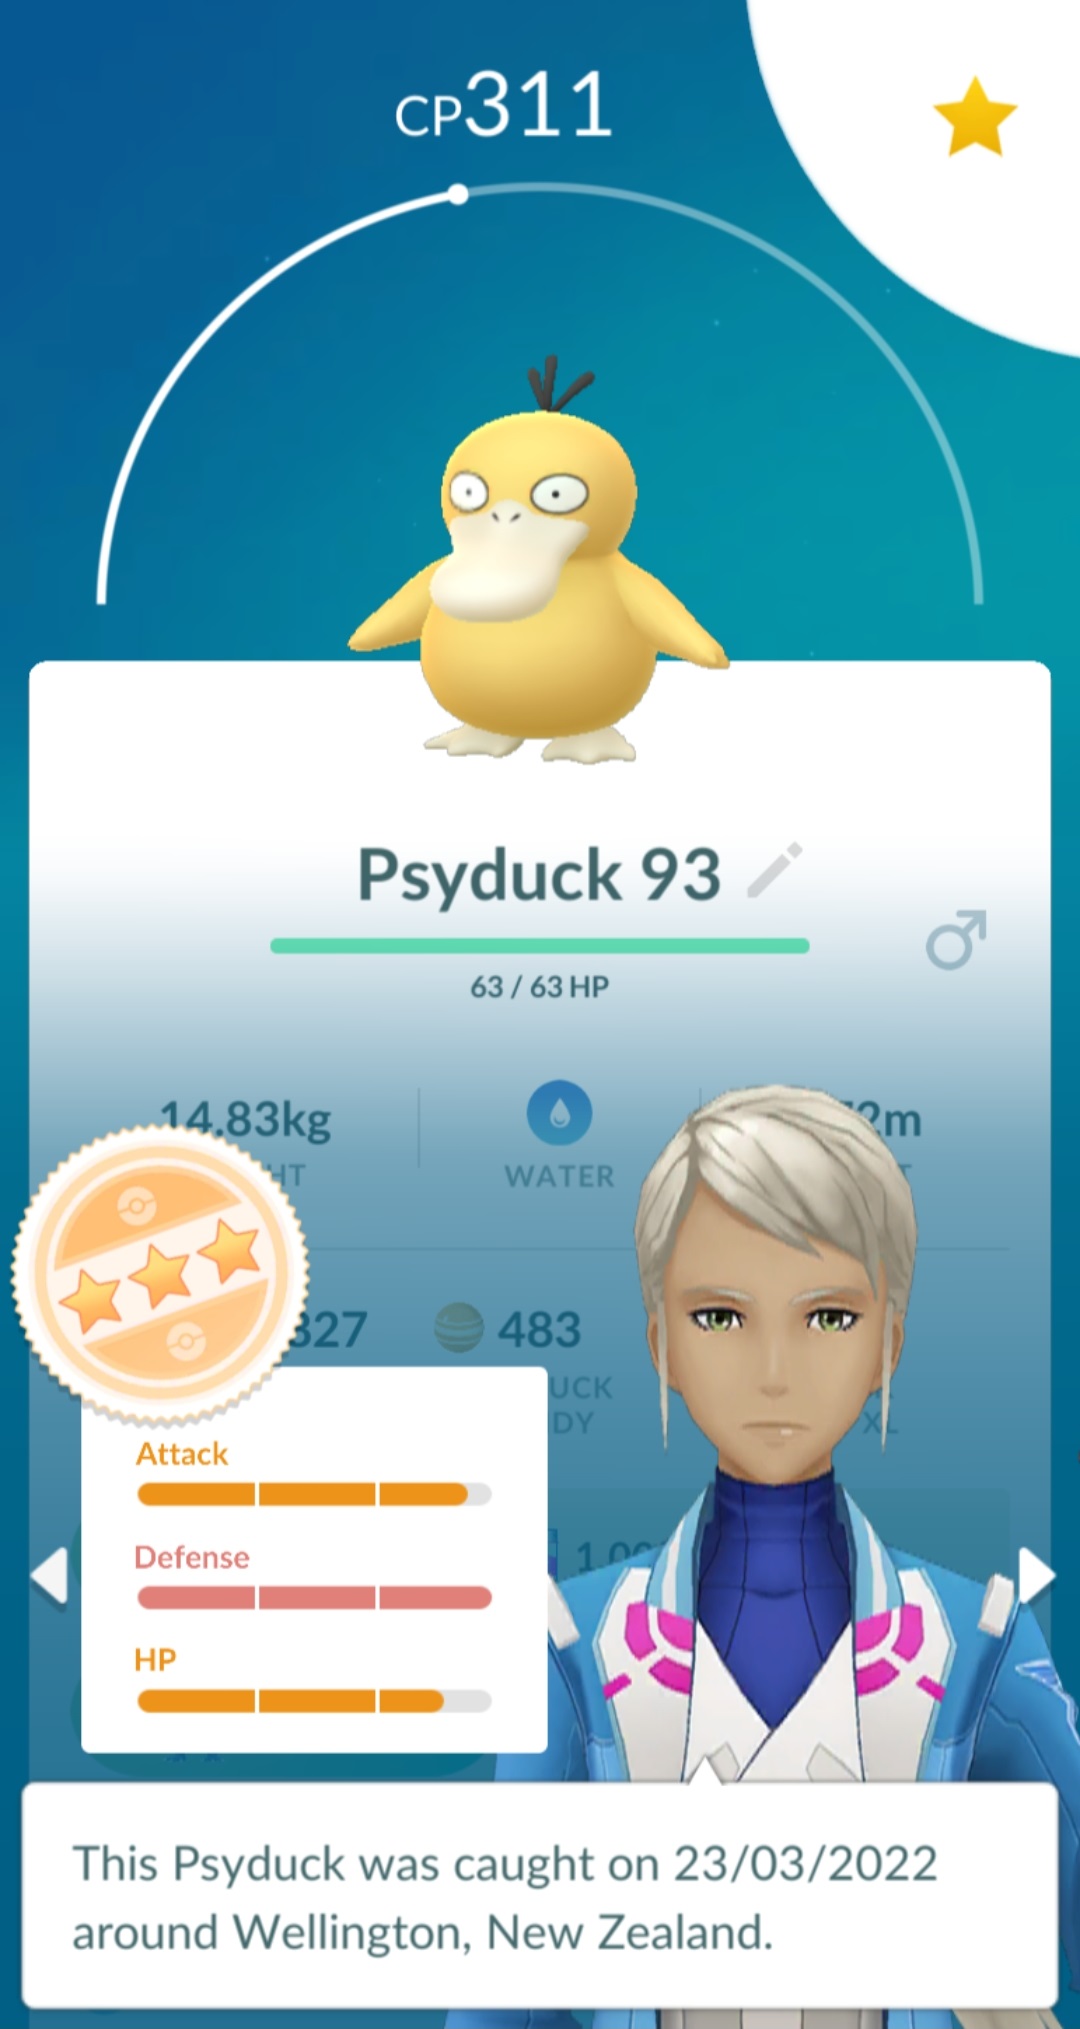 CP311
Psyduck 93
63 / 63 HP
14.83kg
WATER
483
Attack
Defense
HP
This Psyduck was caught on 23/03/2022
around Wellington, New Zealand.